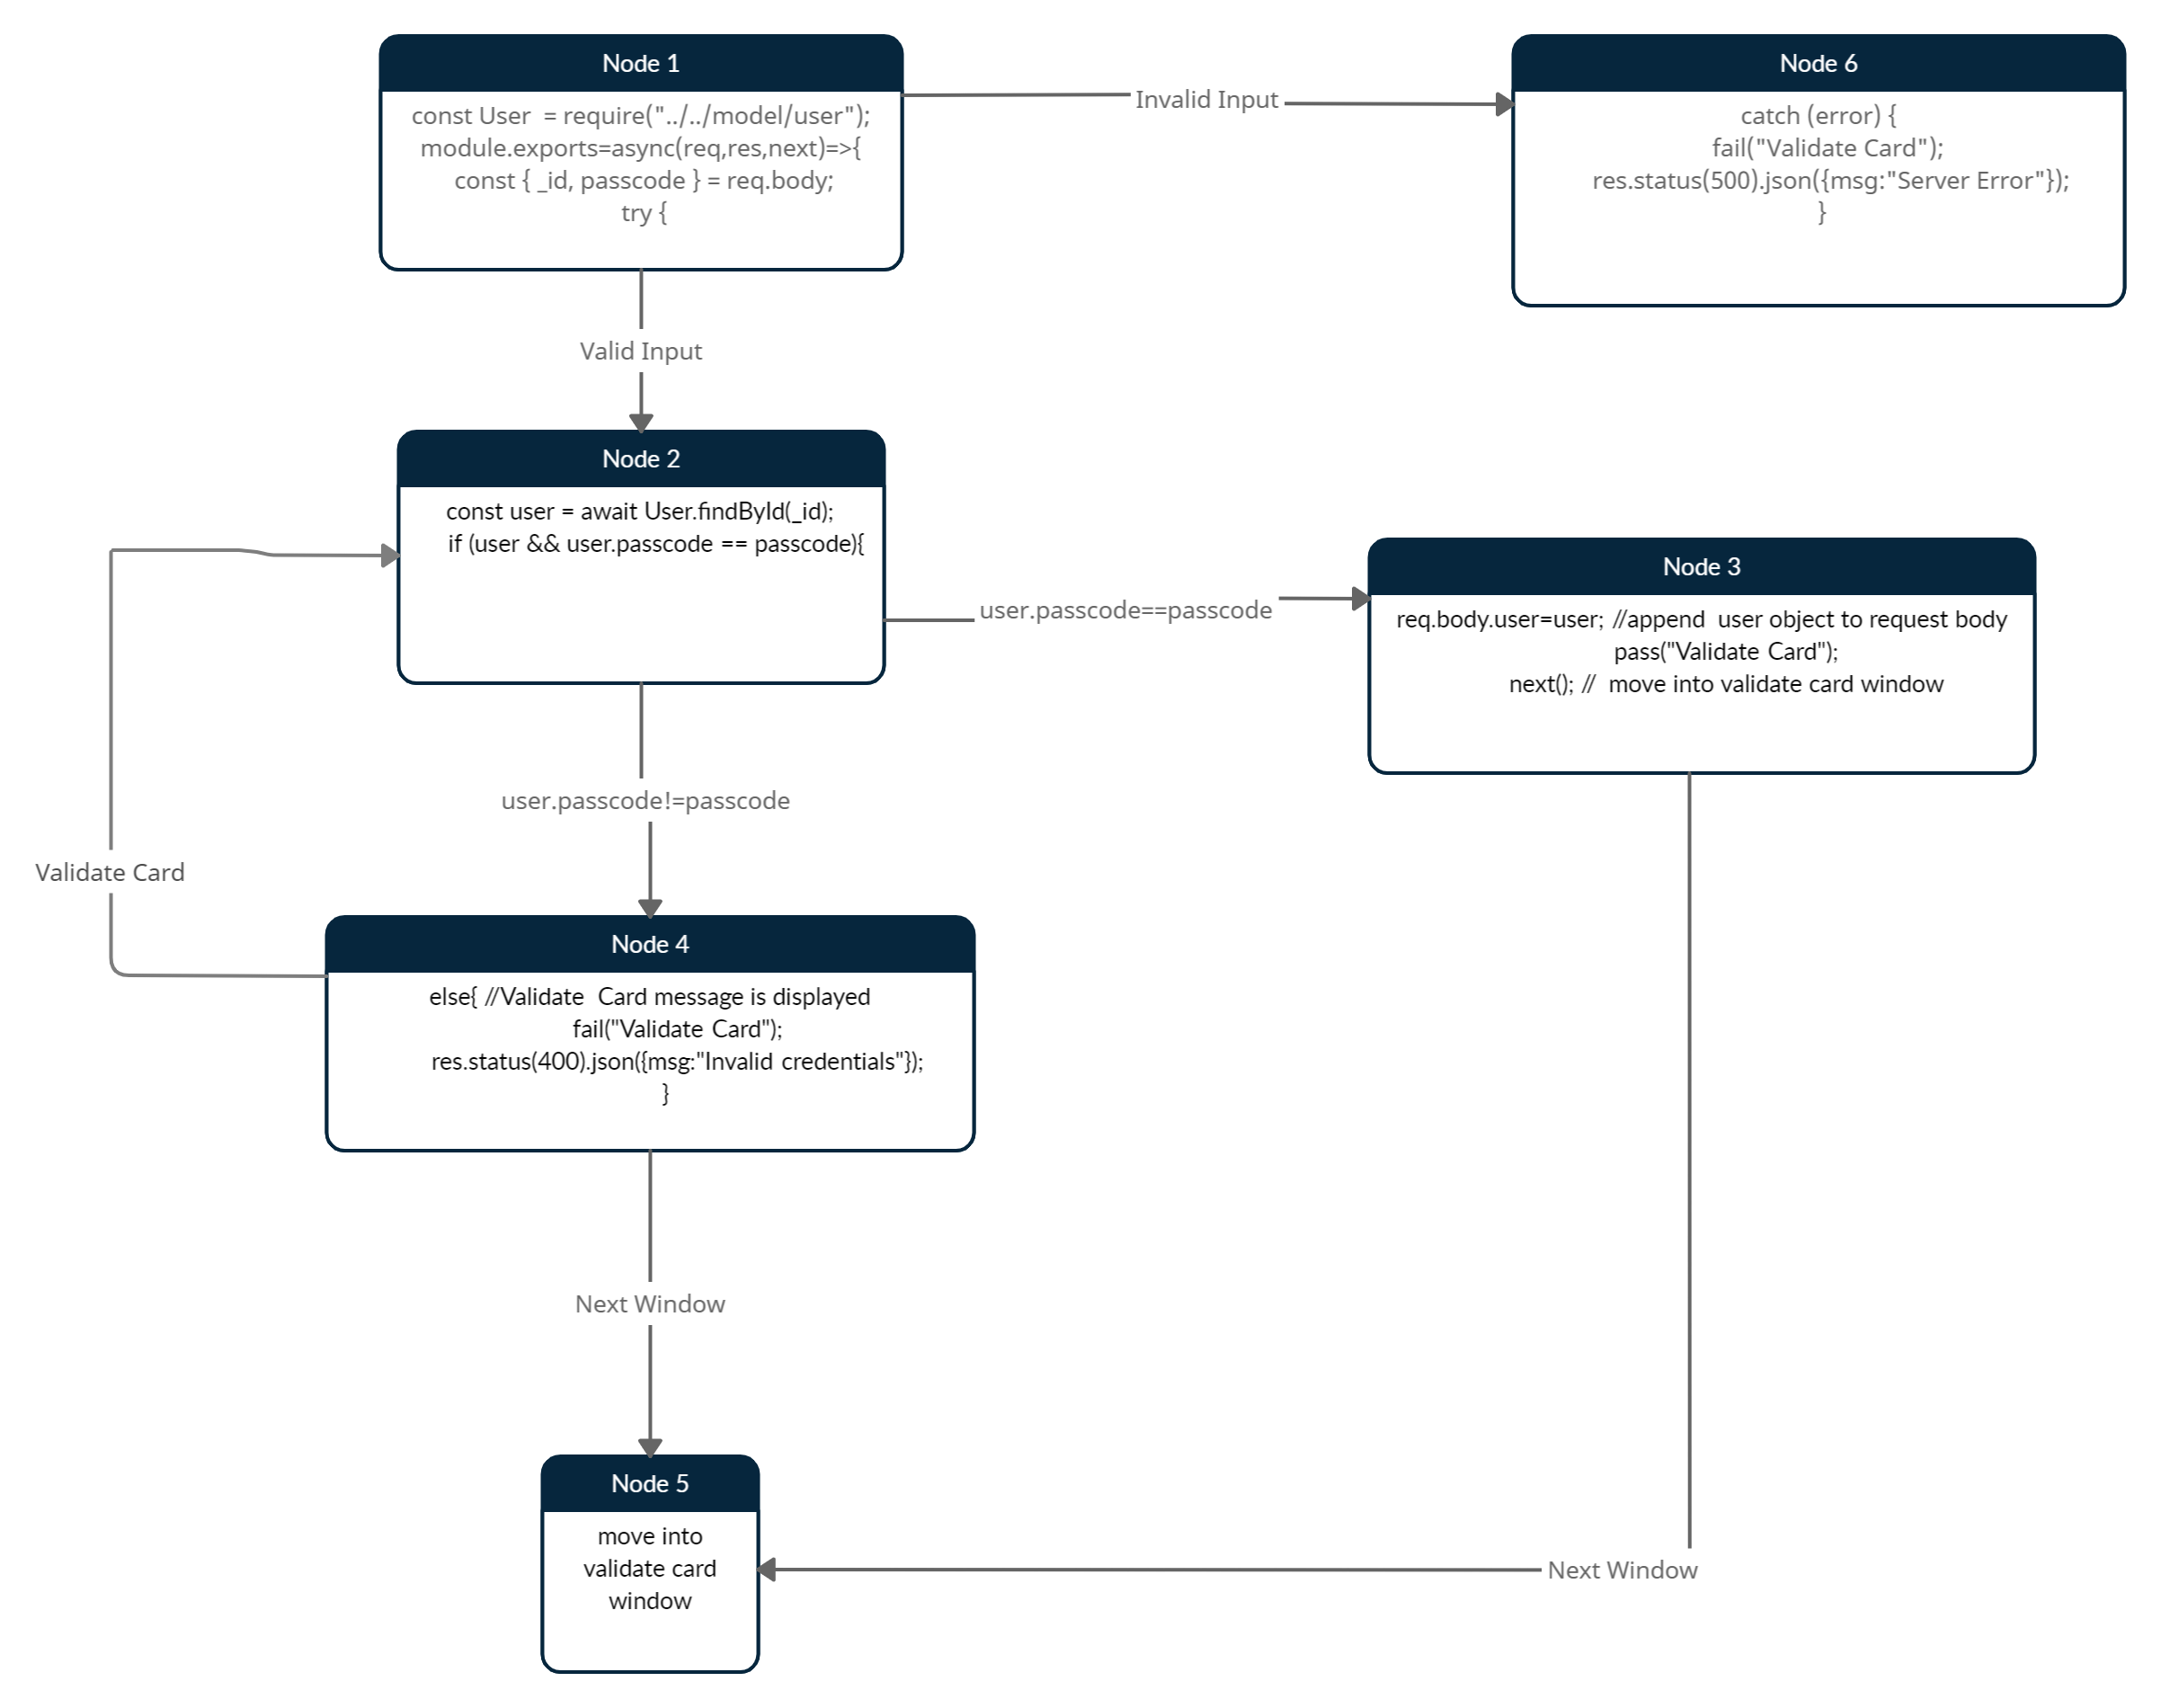 Node 1
const User  = require("../../model/user");
module.exports=async(req,res,next)=>{
const { _id, passcode } = req.body;
try {
Invalid Input
Node 6
catch (error) {
fail("Validate Card");
res.status(500).json({msg:"Server Error"});
}
Valid Input
Node 2
const user = await User.findById(_id);
if (user && user.passcode == passcode){
user.passcode==passcode
Node 3
req.body.user=user; //append  user object to request body
pass("Validate Card");
next(); //  move into validate card window
user.passcode!=passcode
Validate Card
Node 4
else{ //Validate  Card message is displayed
fail("Validate Card");
res.status(400).json({msg:"Invalid credentials"});
}
Next Window
Node 5
move into
validate card
window
Next Window